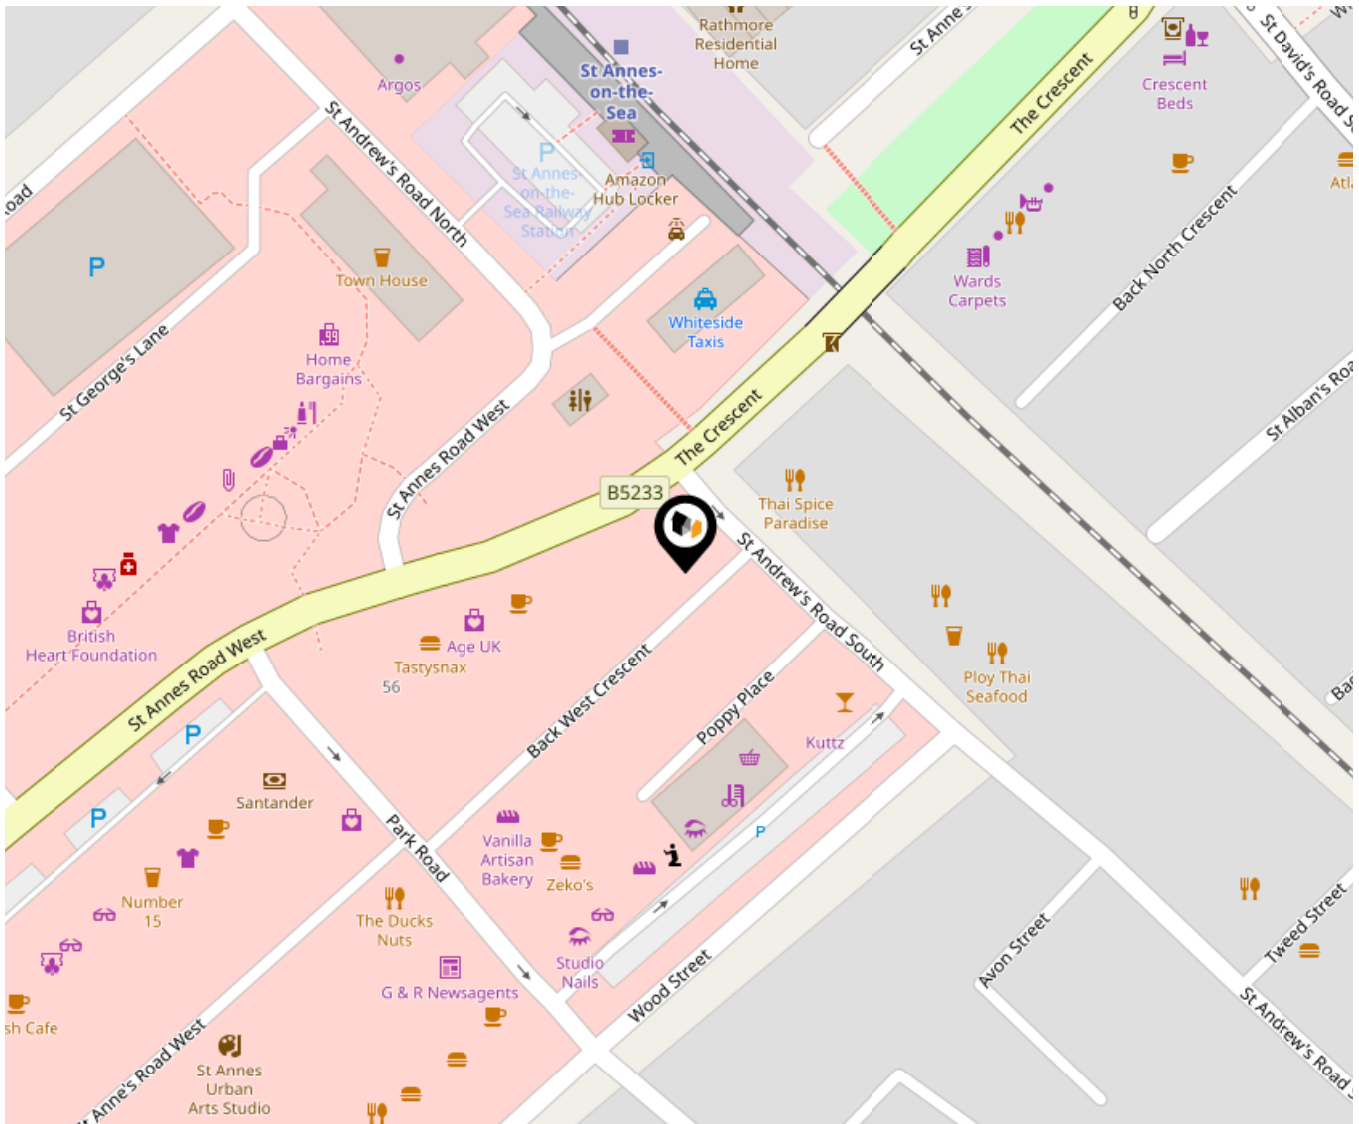 Rathmore
Residential
Home
St Anne's
St David's Road S
Argos
St Annes-
on-the-
Sea
The Crescent
Crescent
Beds
St Andrew's Road North
P
St Annes-
on-the-
Sea Railway
Station
Amazon
Hub Locker
Atla
Road
P
Town House
Wards
Carpets
Back North Crescent
Whiteside
Taxis
St George's Lane
Home
Bargains
St Alban's Roa
The Crescent
St Annes Road West
B5233
Thai Spice
Paradise
St Andrew's Road South
British
Heart Foundation
Age UK
Tastysnax
56
Ploy Thai
Seafood
St Annes Road West
Back West Crescent
Poppy Place
Bac
P
Kuttz
Santander
P
Park Road
P
Vanilla
Artisan
Bakery
Zeko's
Number
15
The Ducks
Nuts
Studio
Nails
G & R Newsagents
Wood Street
Avon Street
Tweed Street
sh Cafe
St Anne's Road West
St Annes
Urban
Arts Studio
St Andrew's Road S